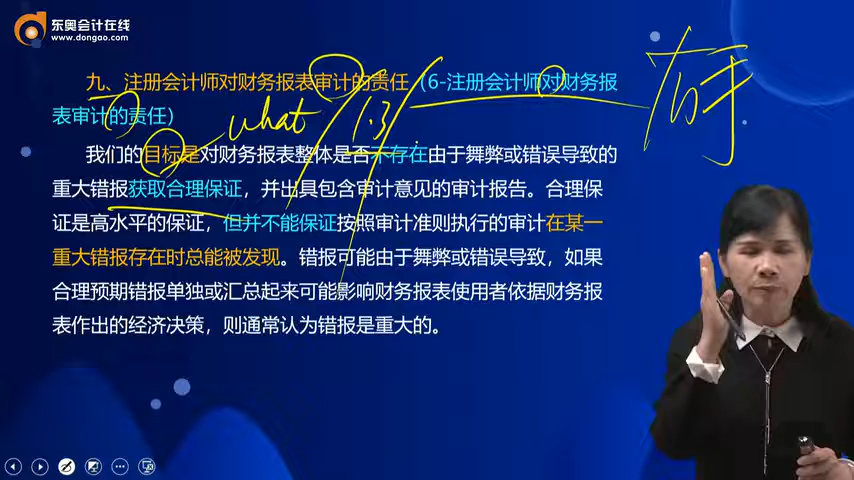 东奥会计在线
www.dongao.com
九、注册会计师对财务报表审计的责任（6-注册会计师对财务报
表审计的责任）
what
1.3
右手
我们的目标是对财务报表整体是否不存在由于舞弊或错误导致的
重大错报获取合理保证，并出具包含审计意见的审计报告。合理保
证是高水平的保证，但并不能保证按照审计准则执行的审计在某一
重大错报存在时总能被发现。错报可能由于舞弊或错误导致，如果
合理预期错报单独或汇总起来可能影响财务报表使用者依据财务报
表作出的经济决策，则通常认为错报是重大的。